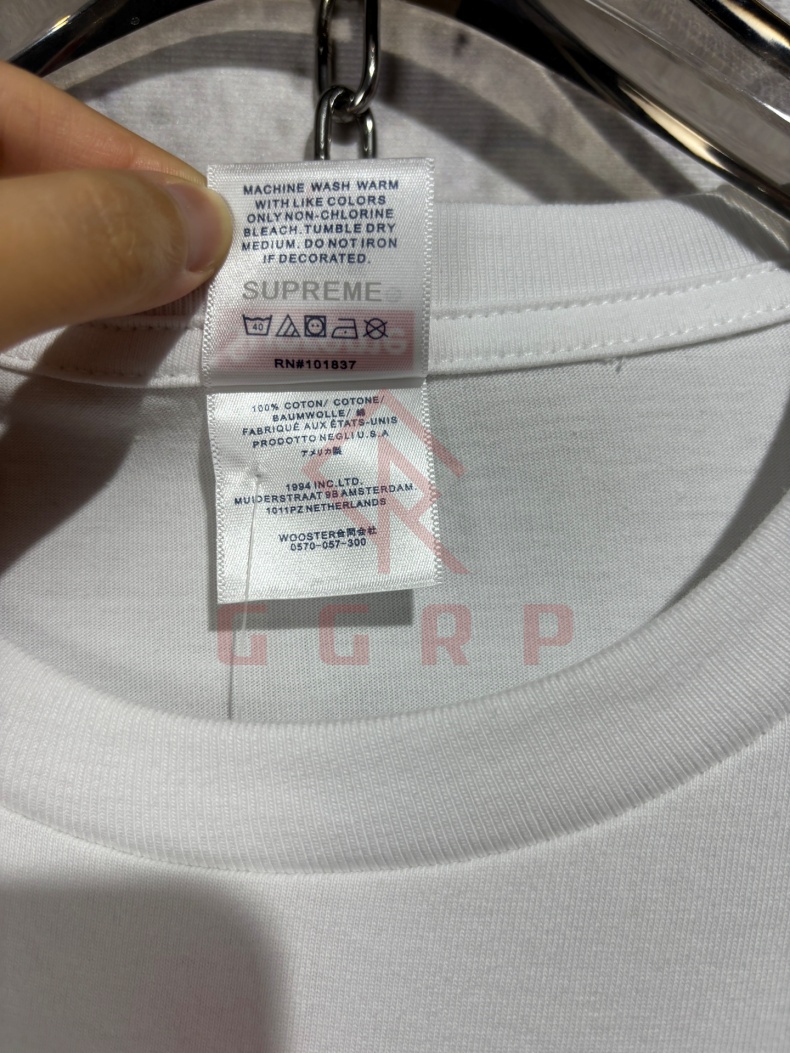 MACHINE WASH WARM
WITH LIKE COLORS
ONLY NON-CHLORINE
BLEACH. TUMBLE DRY
MEDIUM. DO NOT IRON
IF DECORATED.
SUPREME
40
RN#101837
100% COTON/ COTONE/
BAUMWOLLE/ 綿
FABRIQUÉ AUX ÉTATS-UNIS
PRODOTTO NEGLI U.S.A
アメリカ製
1994 INC.LTD.
MUIDERSTRAAT 9B AMSTERDAM.
1011PZ NETHERLANDS
WOOSTER合同会社
0570-057-300
GGRP